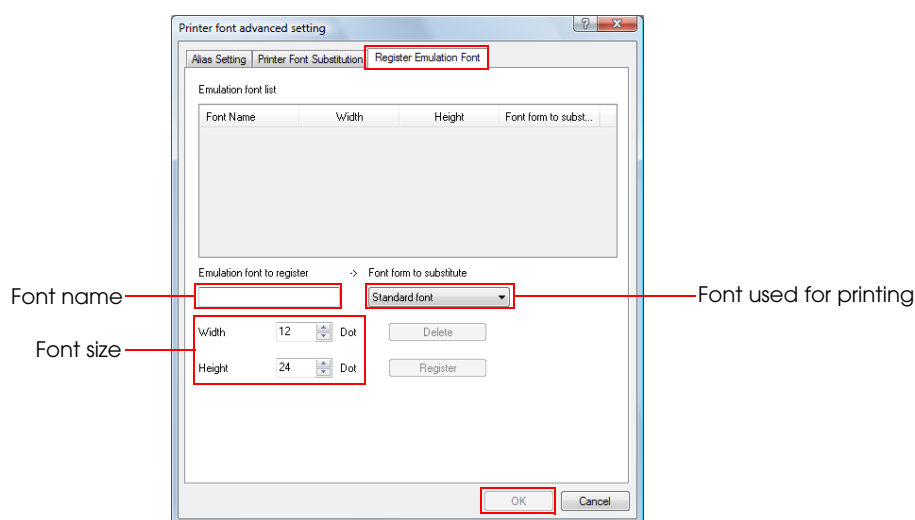 Printer font advanced setting
Alias Setting Printer Font Substitution Register Emulation Font
Emulation font list
Font Name Width Height Font form to subst...
Emulation font to register -> Font form to substitute
Font name Standard font Font used for printing
Width 12 Dot Delete
Font size
Height 24 Dot Register
OK Cancel